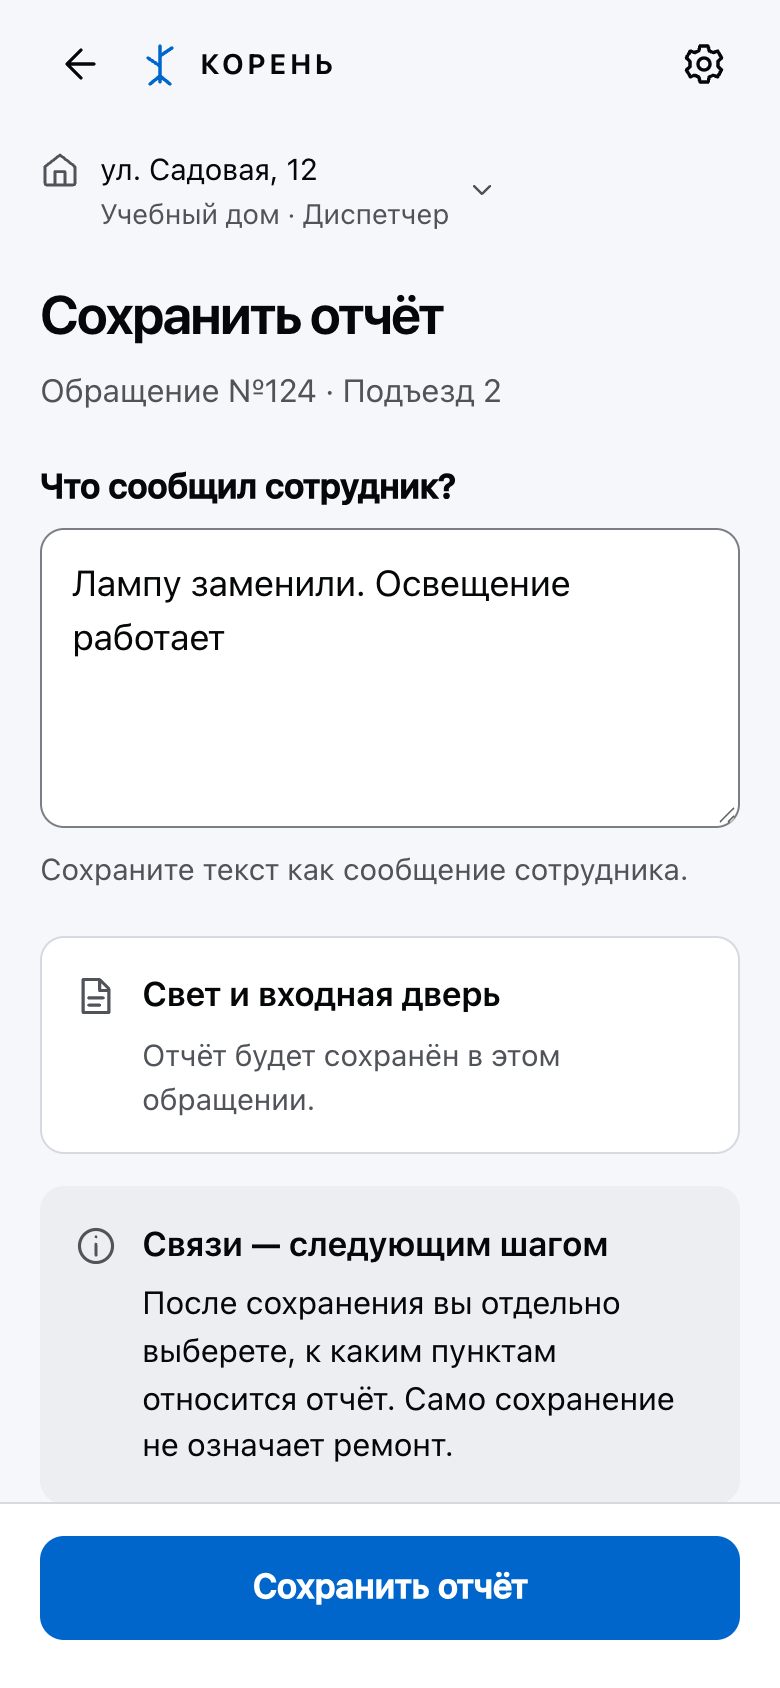 КОРЕНЬ
ул. Садовая, 12
Учебный дом · Диспетчер
Сохранить отчёт
Обращение №124 · Подъезд 2
Что сообщил сотрудник?
Лампу заменили. Освещение
работает
Сохраните текст как сообщение сотрудника.
Свет и входная дверь
Отчёт будет сохранён в этом
обращении.
Связи — следующим шагом
После сохранения вы отдельно
выберете, к каким пунктам
относится отчёт. Само сохранение
не означает ремонт.
Сохранить отчёт